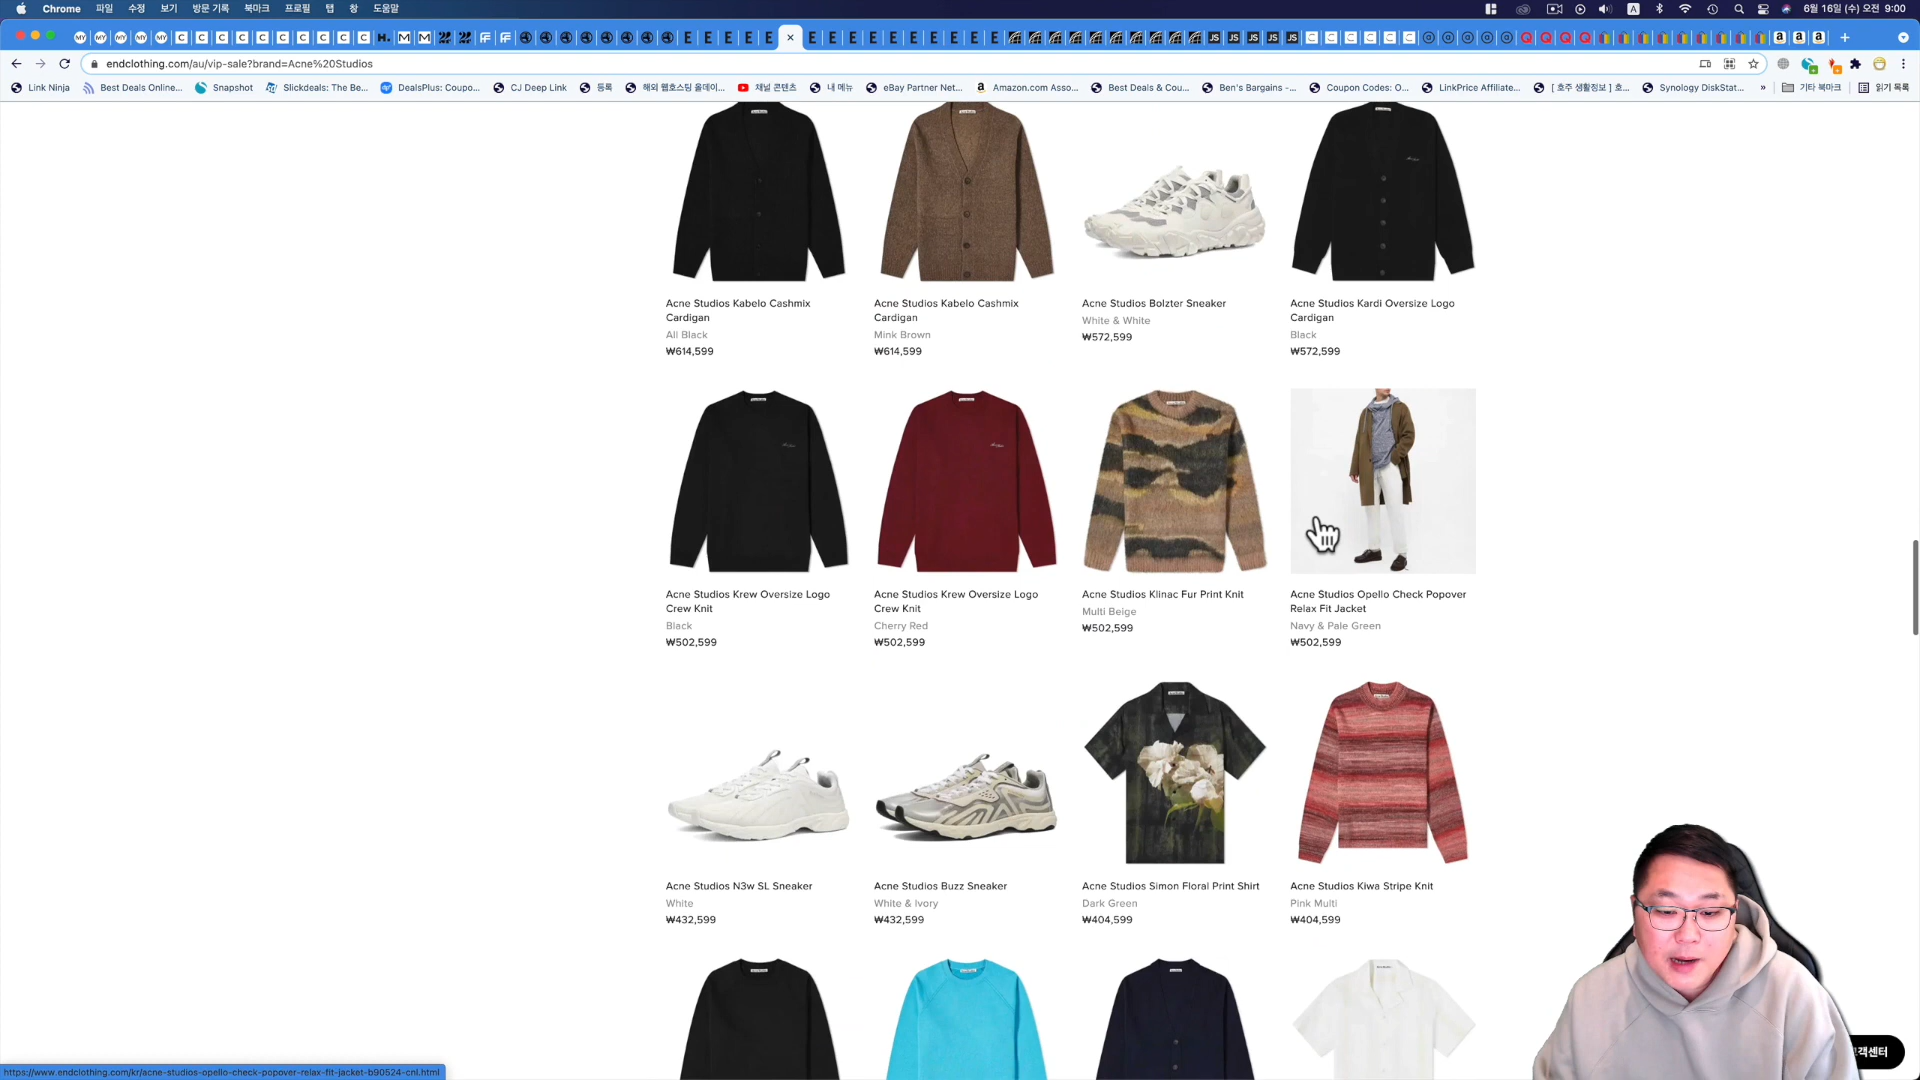 Chrome 파일 수정 보기 방문 기록 북마크 프로필 탭 창 도움말 6월 16일 (수) 오전 9:00
endclothing.com/au/vip-sale?brand=Acne%20Studios
Link Ninja Best Deals Online... Snapshot Slickdeals: The Be... DealsPlus: Coupo... CJ Deep Link 등록 해외 웹호스팅 올데이... 채널 콘텐츠 내 메뉴 eBay Partner Net... Amazon.com Asso... Best Deals & Cou... Ben's Bargains -... Coupon Codes: O... LinkPrice Affiliate... [ 호주 생활정보 ] 호... Synology DiskStat... » 기타 북마크 읽기 목록
Acne Studios Kabelo Cashmix
Cardigan
All Black
₩614,599
Acne Studios Kabelo Cashmix
Cardigan
Mink Brown
₩614,599
Acne Studios Bolzter Sneaker
White & White
₩572,599
Acne Studios Kardi Oversize Logo
Cardigan
Black
₩572,599
Acne Studios Krew Oversize Logo
Crew Knit
Black
₩502,599
Acne Studios Krew Oversize Logo
Crew Knit
Cherry Red
₩502,599
Acne Studios Klinac Fur Print Knit
Multi Beige
₩502,599
Acne Studios Opello Check Popover
Relax Fit Jacket
Navy & Pale Green
₩502,599
Acne Studios N3w SL Sneaker
White
₩432,599
Acne Studios Buzz Sneaker
White & Ivory
₩432,599
Acne Studios Simon Floral Print Shirt
Dark Green
₩404,599
Acne Studios Kiwa Stripe Knit
Pink Multi
₩404,599
고객센터
https://www.endclothing.com/kr/acne-studios-opello-check-popover-relax-fit-jacket-b90524-cnl.html